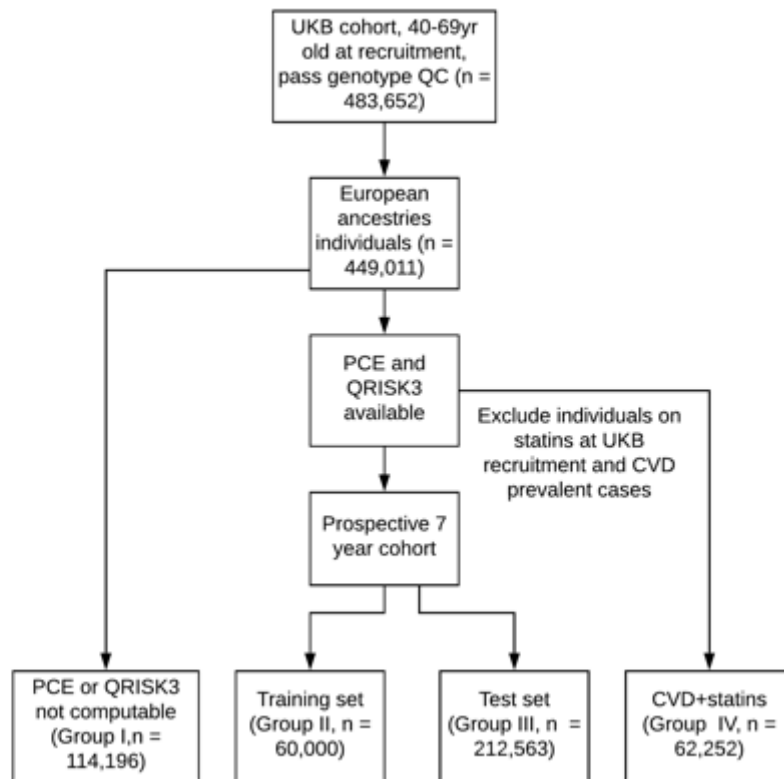 UKB cohort, 40-69yr
old at recruitment,
pass genotype QC (n =
483,652)
European
ancestries
individuals (n =
449,011)
PCE and
QRISK3
available
Exclude individuals on
statins at UKB
recruitment and CVD
prevalent cases
Prospective 7
year cohort
PCE or QRISK3
not computable
(Group I,n =
114,196)
Training set
(Group II, n =
60,000)
Test set
(Group III, n =
212,563)
CVD+statins
(Group IV, n =
62,252)